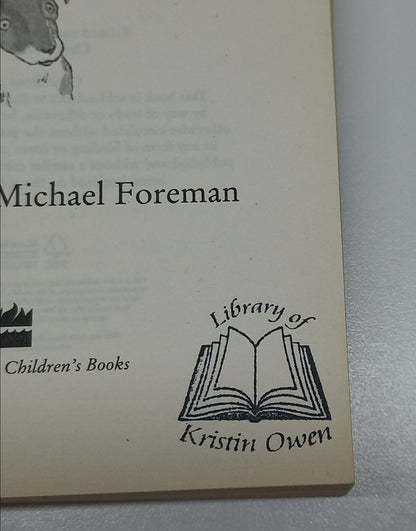 Michael Foreman
Children's Books
Library of
Kristin Owen